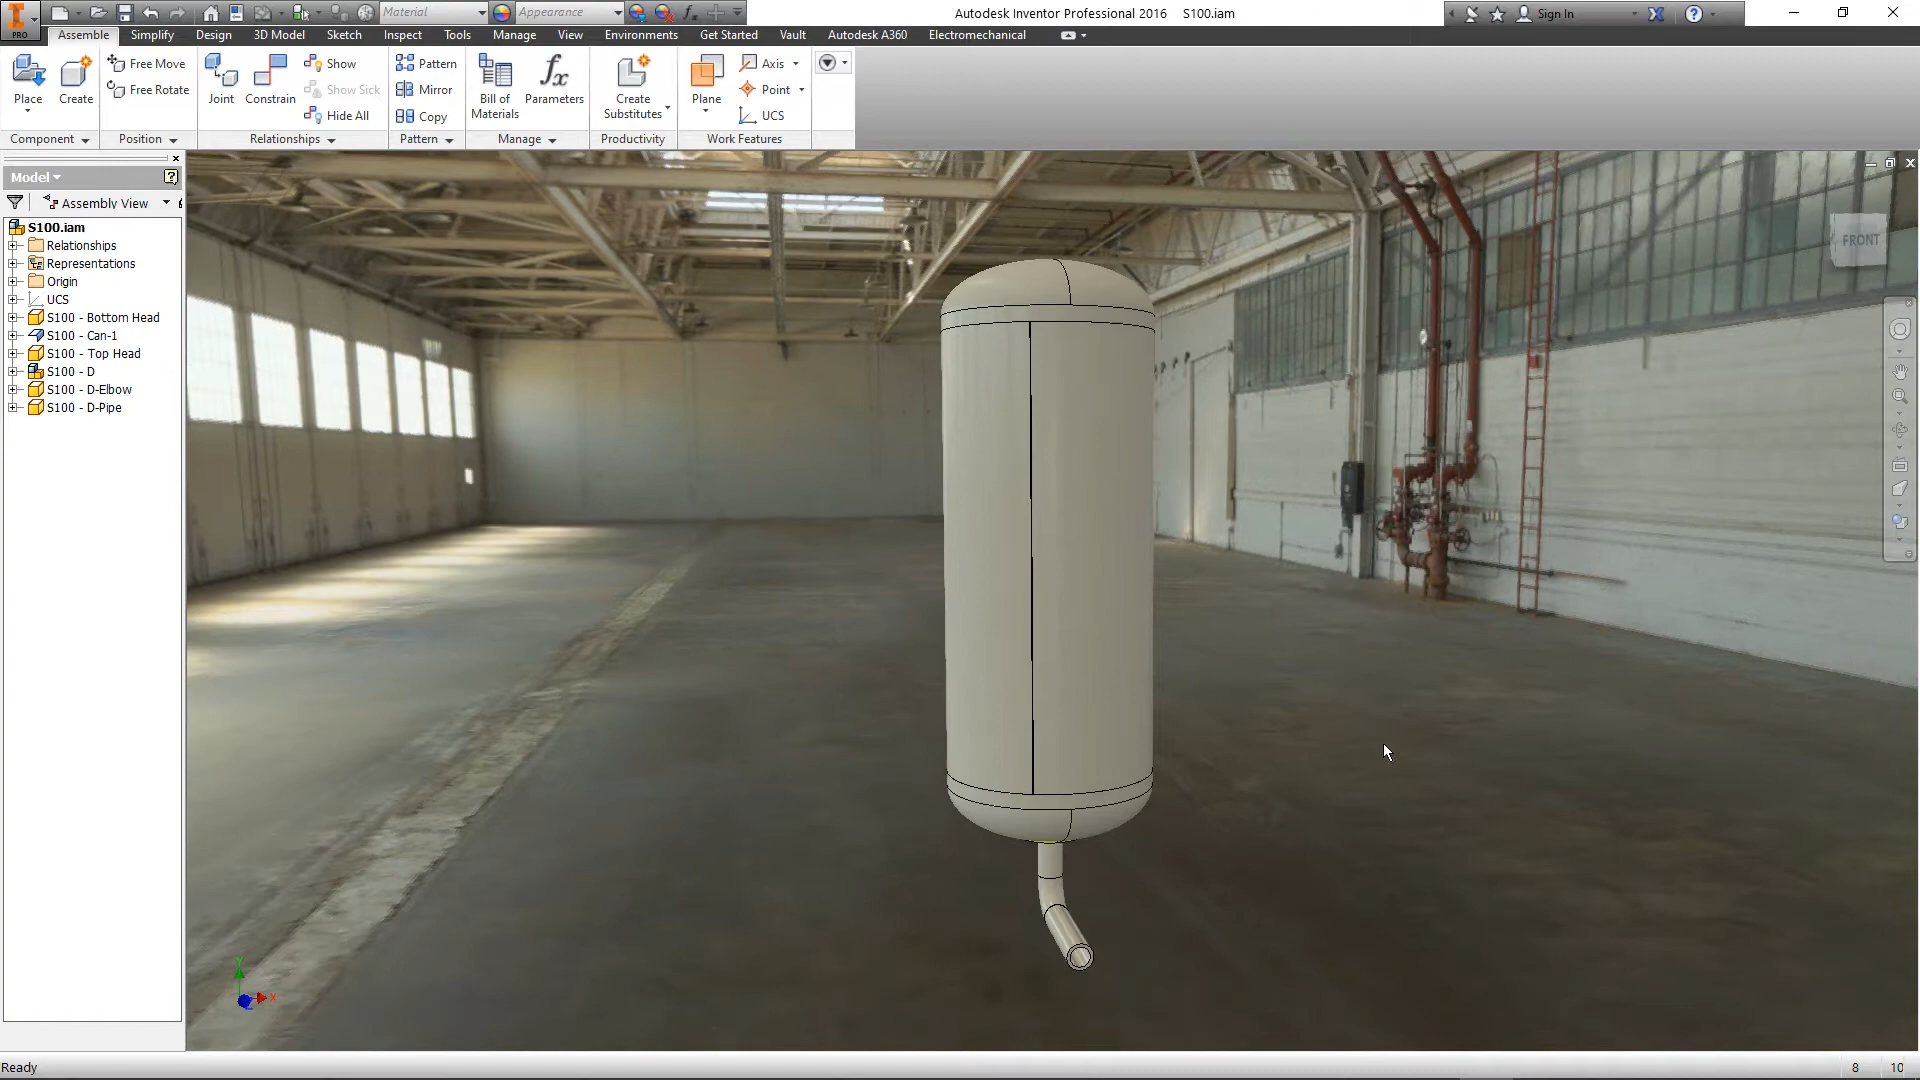 PRO
Material
Appearance
fx
Autodesk Inventor Professional 2016 S100.iam
Sign In
Assemble Simplify Design 3D Model Sketch Inspect Tools Manage View Environments Get Started Vault Autodesk A360 Electromechanical
Place
Create
Free Move
Free Rotate
Joint
Constrain
Show
Show Sick
Hide All
Pattern
Mirror
Copy
Bill of
Materials
fx
Parameters
Create
Substitutes
Plane
Axis
Point
UCS
Component Position Relationships Pattern Manage Productivity Work Features
Model
Assembly View
S100.iam
Relationships
Representations
Origin
UCS
S100 - Bottom Head
S100 - Can-1
S100 - Top Head
S100 - D
S100 - D-Elbow
S100 - D-Pipe
FRONT
Y
X
Z
Ready
8 10